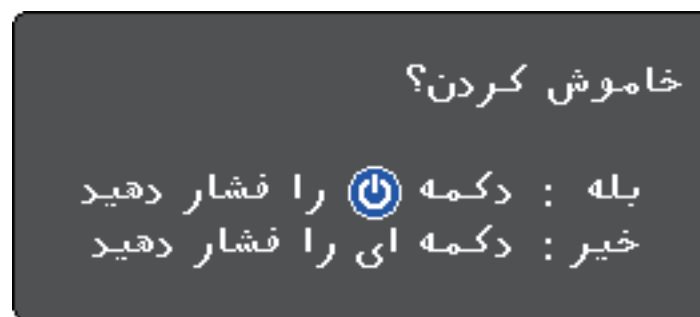 خاموش کردن؟
بله : دکمه را فشار دهید
خیر : دکمه ای را فشار دهید